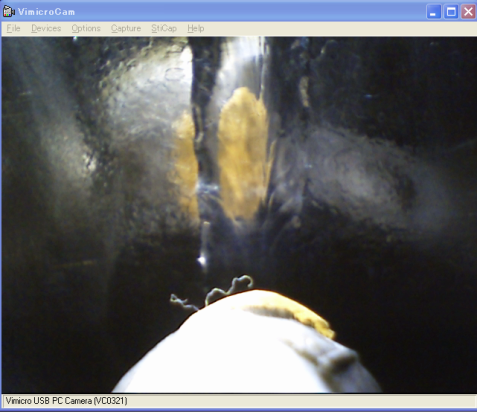 VimicroCam
File Devices Options Capture StiCap Help
Vimicro USB PC Camera (VC0321)